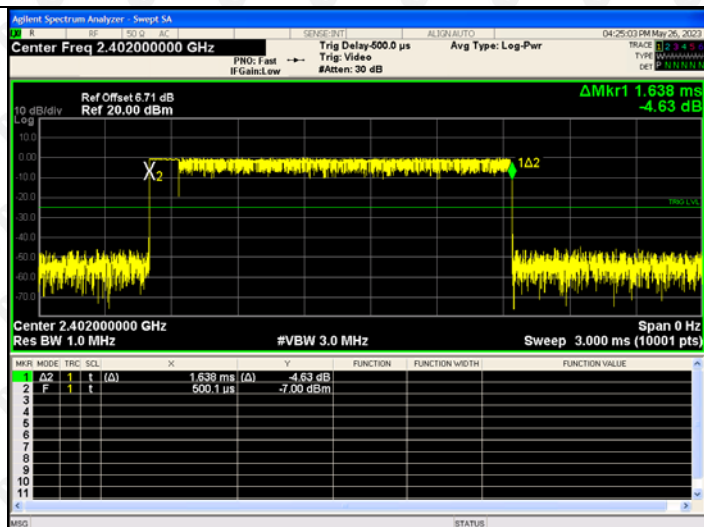 Agilent Spectrum Analyzer - Swept SA
R RF 50 Ω AC SENSE:INT ALIGNAUTO 04:25:03 PM May 26, 2023
Center Freq 2.402000000 GHz
PNO: Fast
IFGain:Low
Trig Delay-500.0 µs
Trig: Video
#Atten: 30 dB
Avg Type: Log-Pwr
TRACE 1 2 3 4 5 6
TYPE
DET P N N N N N
ΔMkr1 1.638 ms
-4.63 dB
Ref Offset 6.71 dB
10 dB/div Ref 20.00 dBm
Log
10.0
0.00
X2
1Δ2
-10.0
-20.0
TRIG LVL
-30.0
-40.0
-50.0
-60.0
-70.0
Center 2.402000000 GHz Span 0 Hz
Res BW 1.0 MHz #VBW 3.0 MHz Sweep 3.000 ms (10001 pts)
MKR MODE TRC SCL X Y FUNCTION FUNCTION WIDTH FUNCTION VALUE
1 Δ2 1 t (Δ) 1.638 ms (Δ) -4.63 dB
2 F 1 t 500.1 µs -7.00 dBm
3
4
5
6
7
8
9
10
11
MSG STATUS